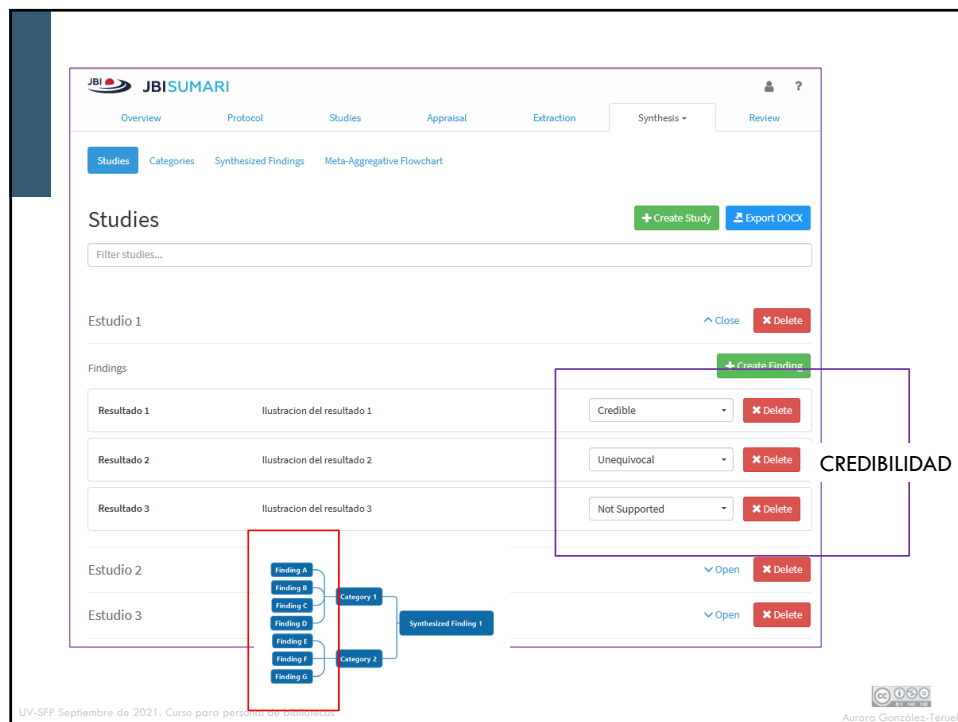 JBI JBISUMARI ?
Overview Protocol Studies Appraisal Extraction Synthesis Review
Studies Categories Synthesized Findings Meta-Aggregative Flowchart
Studies + Create Study Export DOCX
Filter studies...
Estudio 1 Close Delete
Findings + Create Finding
Resultado 1 Ilustracion del resultado 1 Credible Delete
Resultado 2 Ilustracion del resultado 2 Unequivocal Delete
CREDIBILIDAD
Resultado 3 Ilustracion del resultado 3 Not Supported Delete
Estudio 2 Open Delete
Estudio 3 Open Delete
Finding A
Finding B
Category 1
Finding C
Finding D
Synthesized Finding 1
Finding E
Finding F
Category 2
Finding G
UV-SFP Septiembre de 2021. Curso para personal de bibliotecas
cc BY NC ND
Aurora González-Teruel